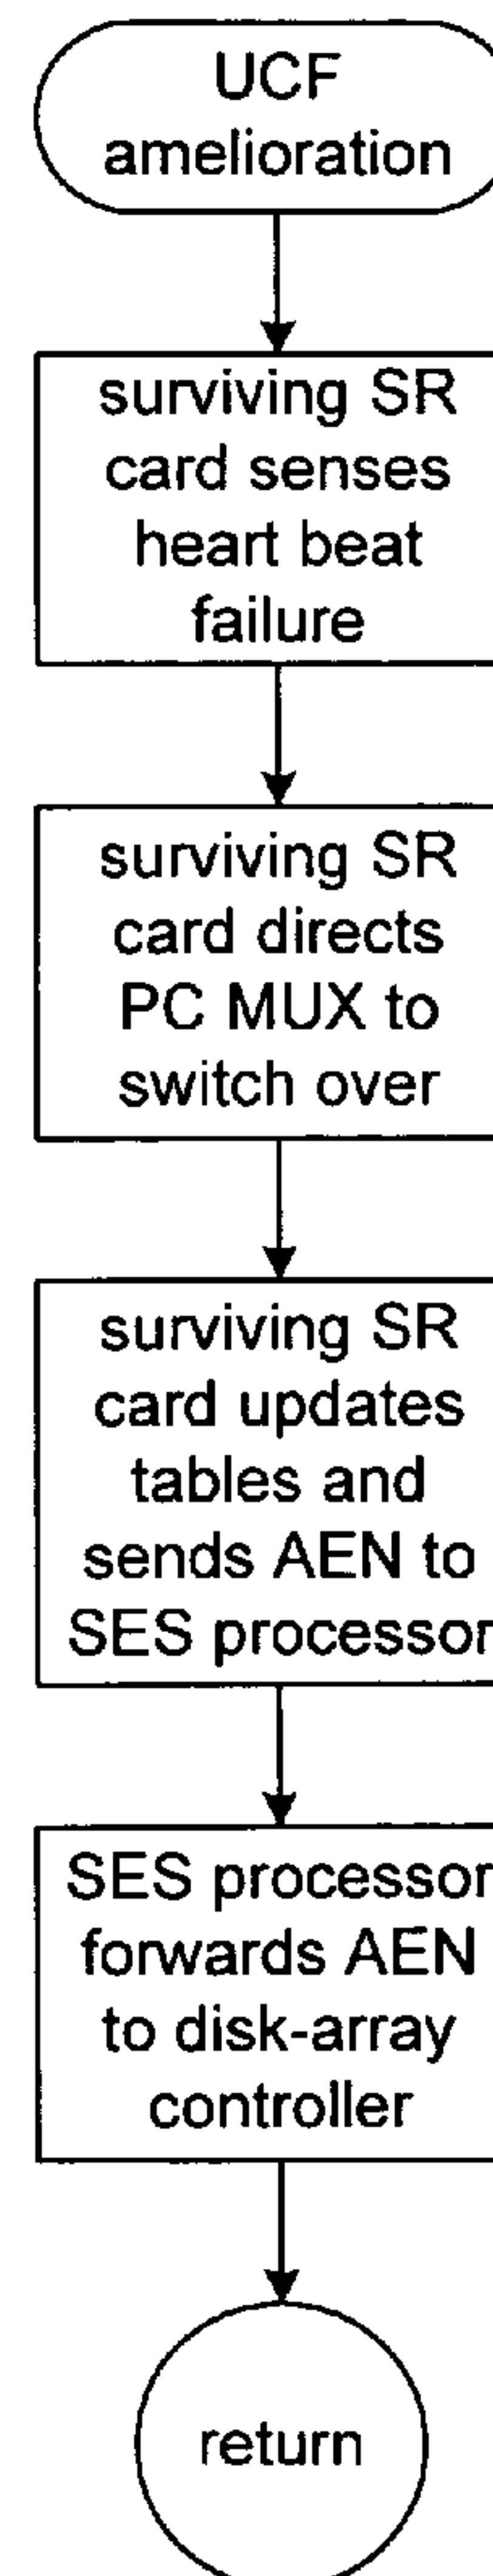 UCF
amelioration
surviving SR
card senses
heart beat
failure
surviving SR
card directs
PC MUX to
switch over
surviving SR
card updates
tables and
sends AEN to
SES processor
SES processor
forwards AEN
to disk-array
controller
return